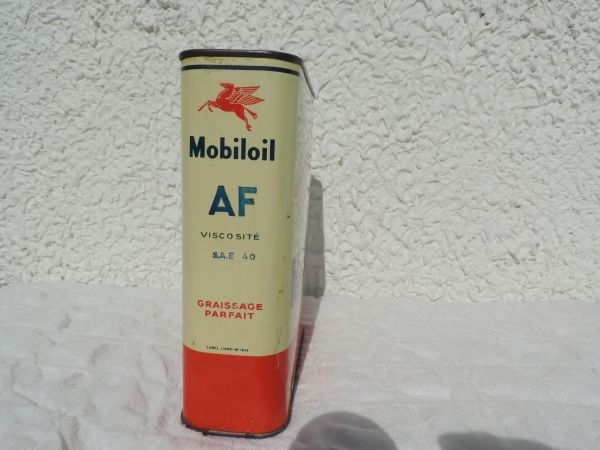 Mobiloil
AF
VISCOSITÉ
S.A.E 40
GRAISSAGE
PARFAIT